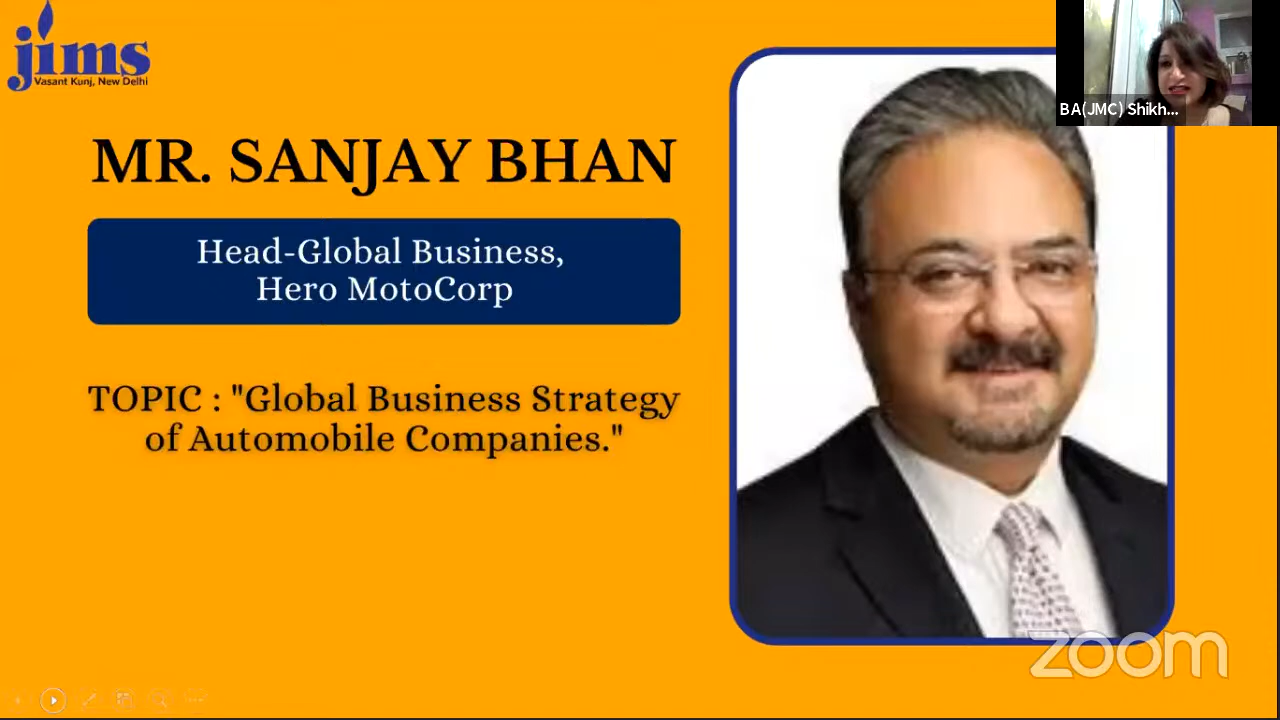 jims
Vasant Kunj, New Delhi
BA(JMC) Shikh...
MR. SANJAY BHAN
Head-Global Business,
Hero MotoCorp
TOPIC : "Global Business Strategy
of Automobile Companies."
zoom